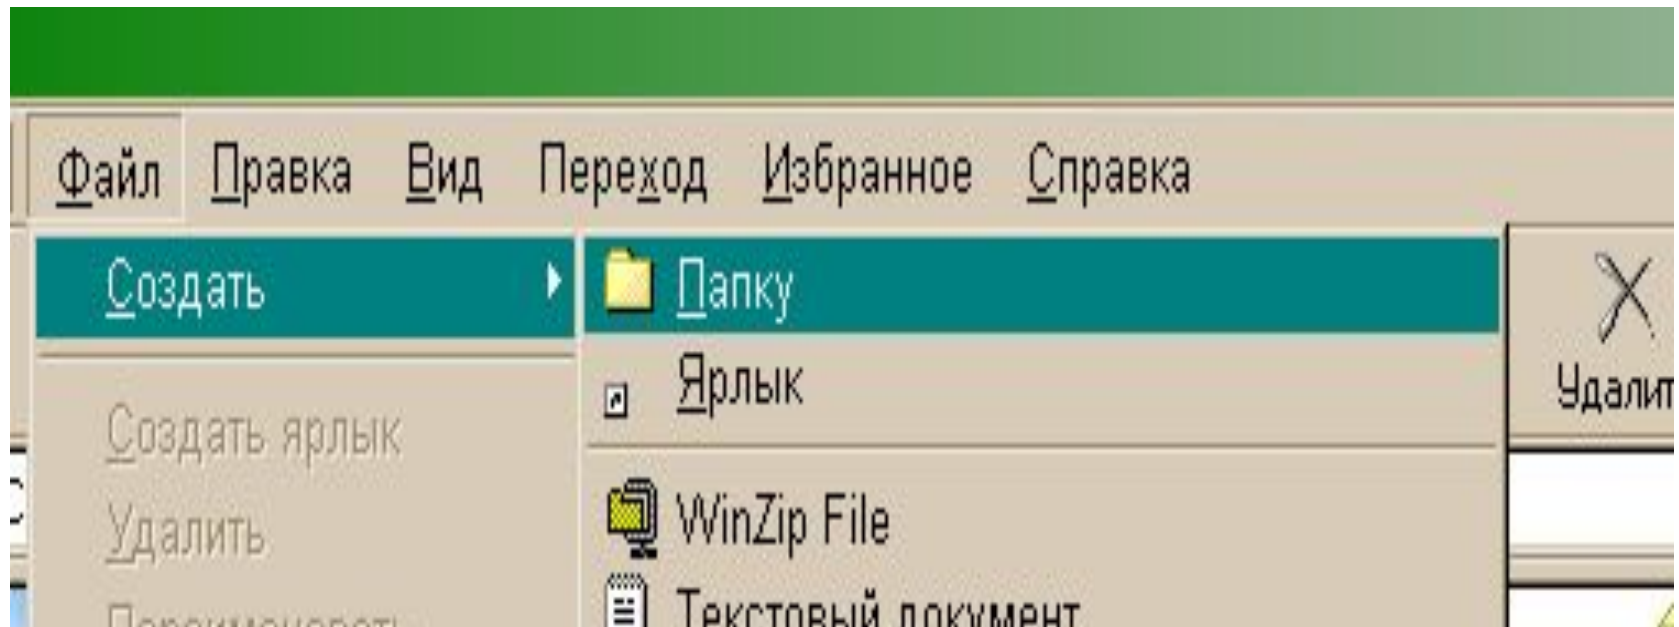 Файл Правка Вид Переход Избранное Справка
Создать
Папку
Ярлык
Создать ярлык
Удалить
WinZip File
Текстовый документ
Удалит